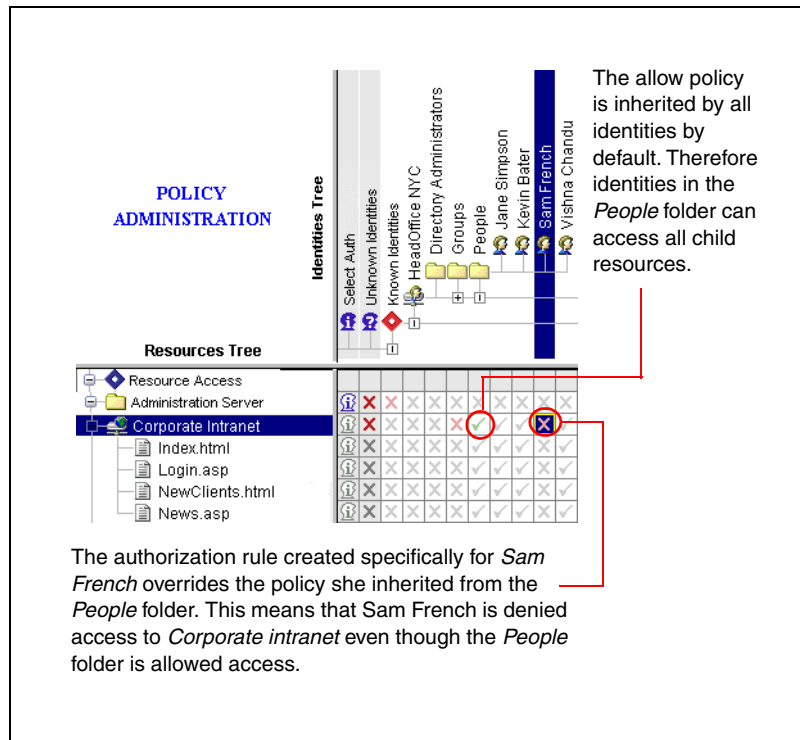 The allow policy
is inherited by all
identities by
default. Therefore
identities in the
People folder can
access all child
resources.
POLICY
ADMINISTRATION
Identities Tree
Select Auth
Unknown Identities
Known Identities
HeadOffice NYC
Directory Administrators
Groups
People
Jane Simpson
Kevin Bater
Sam French
Vishna Chandu
Resources Tree
Resource Access
Administration Server
Corporate Intranet
Index.html
Login.asp
NewClients.html
News.asp
The authorization rule created specifically for Sam
French overrides the policy she inherited from the
People folder. This means that Sam French is denied
access to Corporate intranet even though the People
folder is allowed access.